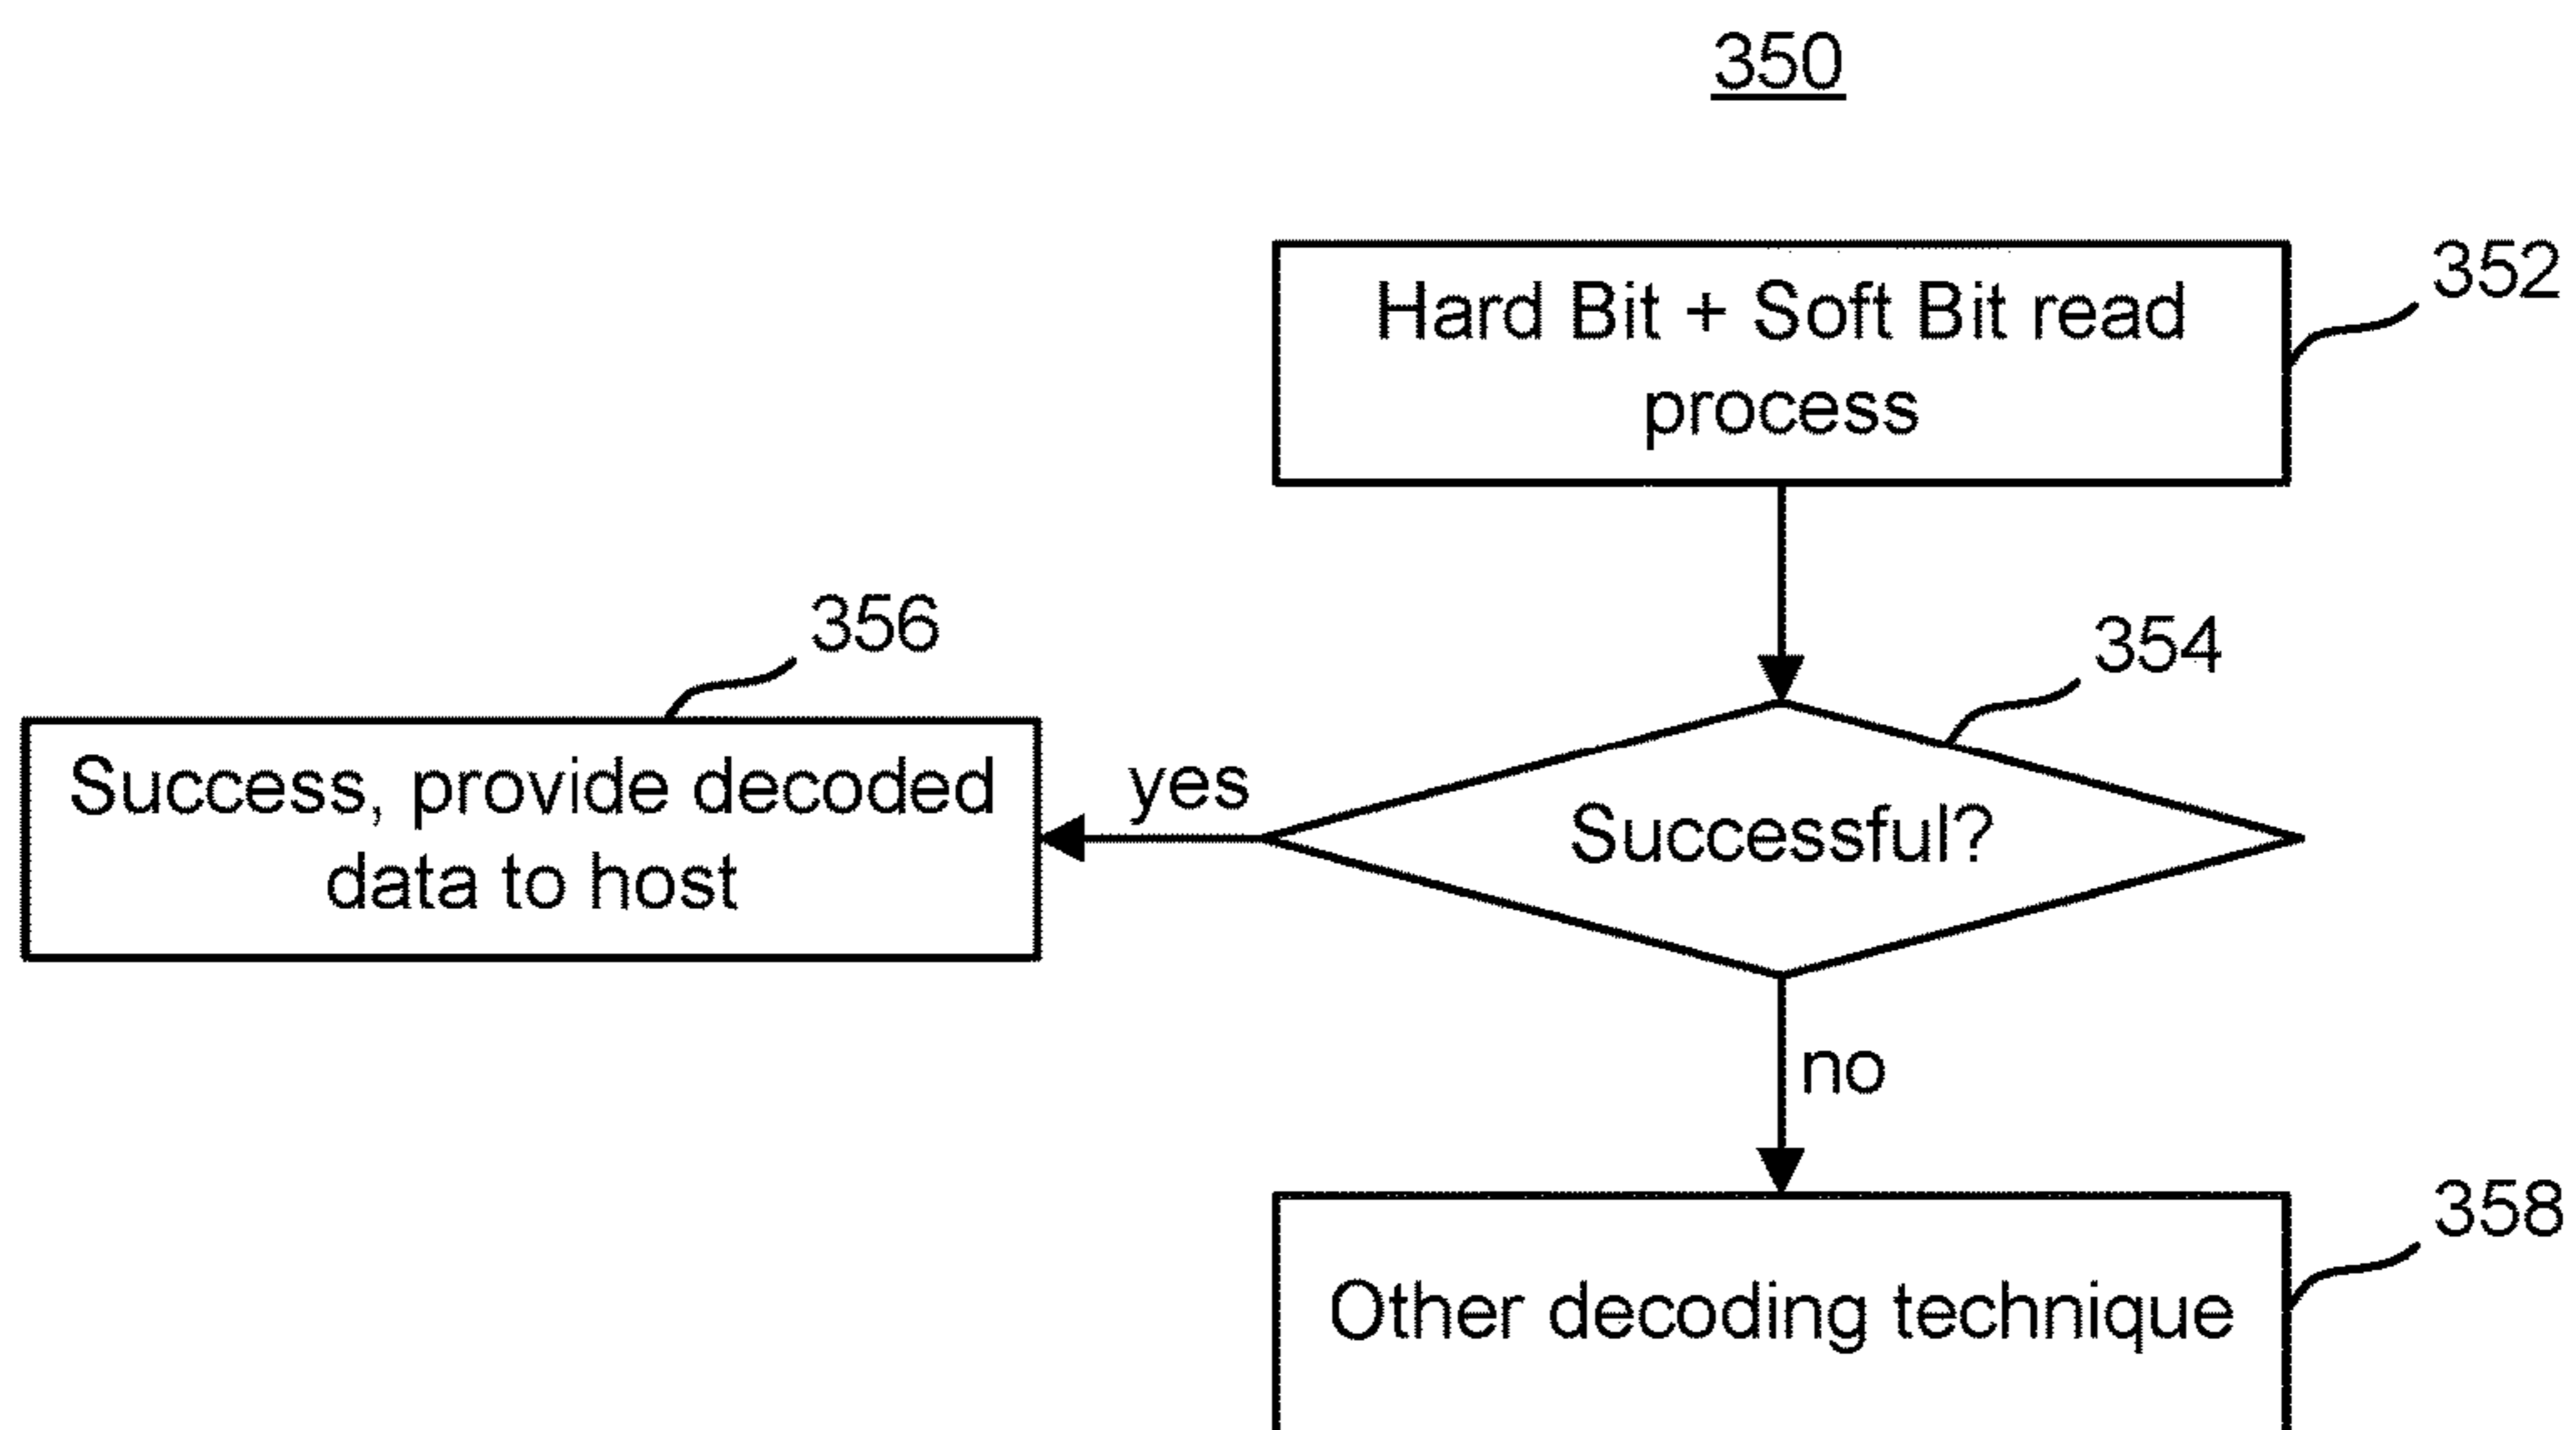 350
Hard Bit + Soft Bit read
process
352
356
354
Success, provide decoded
data to host
yes
Successful?
no
358
Other decoding technique